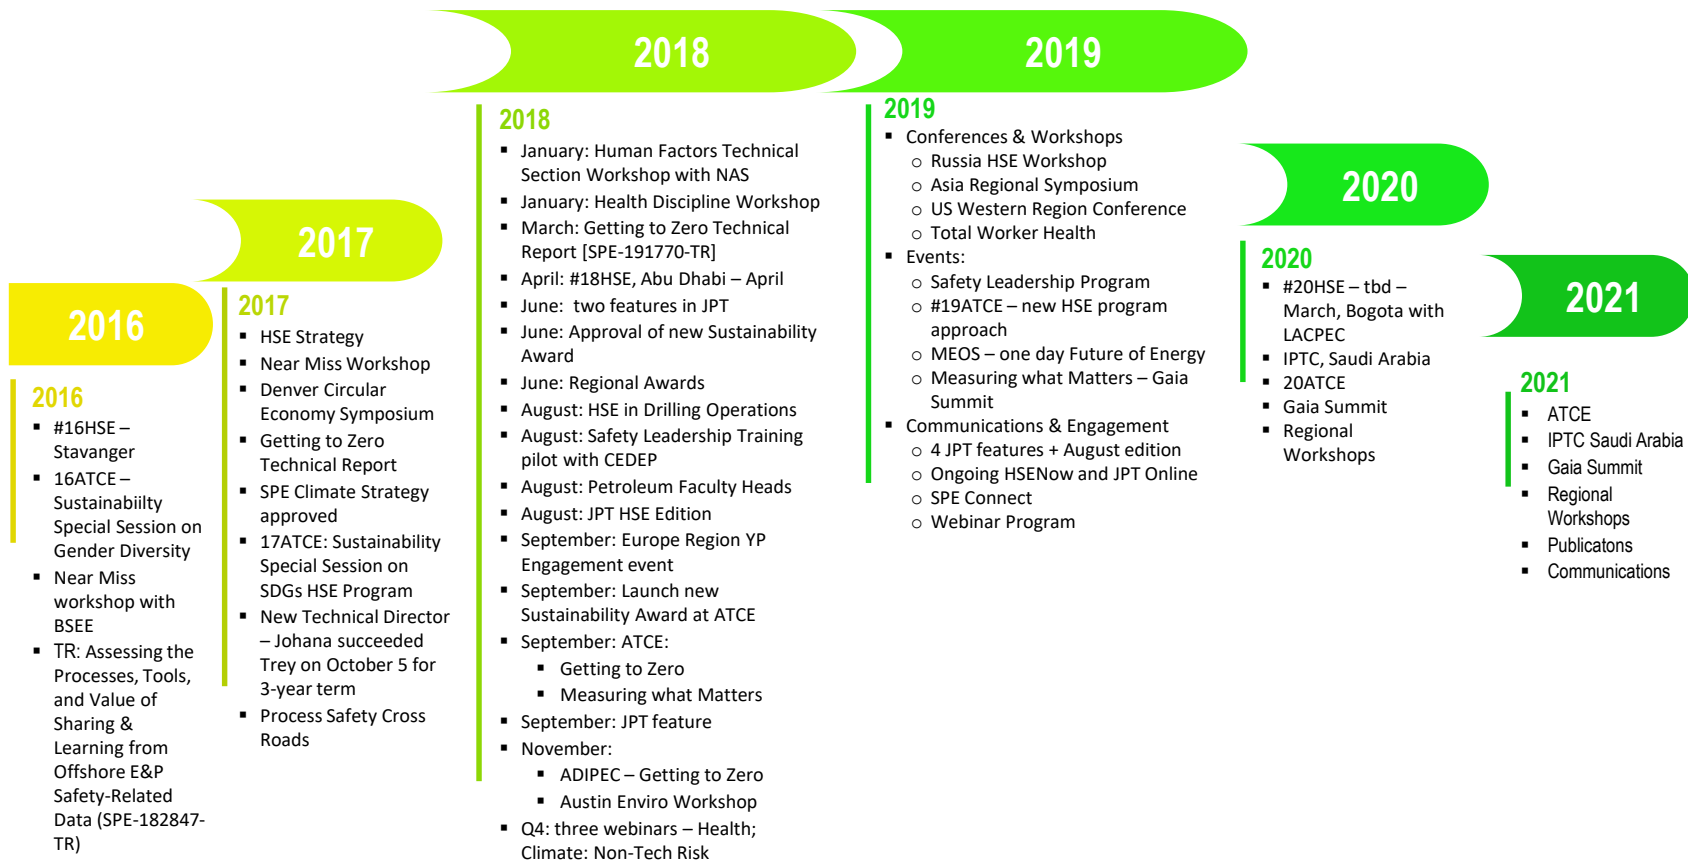 2016
2016
▪ #16HSE –
Stavanger
▪ 16ATCE –
Sustainabiilty
Special Session on
Gender Diversity
▪ Near Miss
workshop with
BSEE
▪ TR: Assessing the
Processes, Tools,
and Value of
Sharing &
Learning from
Offshore E&P
Safety-Related
Data (SPE-182847-
TR)
2017
2017
▪ HSE Strategy
▪ Near Miss Workshop
▪ Denver Circular
Economy Symposium
▪ Getting to Zero
Technical Report
▪ SPE Climate Strategy
approved
▪ 17ATCE: Sustainability
Special Session on
SDGs HSE Program
▪ New Technical Director
– Johana succeeded
Trey on October 5 for
3-year term
▪ Process Safety Cross
Roads
2018
2018
▪ January: Human Factors Technical
Section Workshop with NAS
▪ January: Health Discipline Workshop
▪ March: Getting to Zero Technical
Report [SPE-191770-TR]
▪ April: #18HSE, Abu Dhabi – April
▪ June:  two features in JPT
▪ June: Approval of new Sustainability
Award
▪ June: Regional Awards
▪ August: HSE in Drilling Operations
▪ August: Safety Leadership Training
pilot with CEDEP
▪ August: Petroleum Faculty Heads
▪ August: JPT HSE Edition
▪ September: Europe Region YP
Engagement event
▪ September: Launch new
Sustainability Award at ATCE
▪ September: ATCE:
▪ Getting to Zero
▪ Measuring what Matters
▪ September: JPT feature
▪ November:
▪ ADIPEC – Getting to Zero
▪ Austin Enviro Workshop
▪ Q4: three webinars – Health;
Climate: Non-Tech Risk
2019
2019
▪ Conferences & Workshops
o Russia HSE Workshop
o Asia Regional Symposium
o US Western Region Conference
o Total Worker Health
▪ Events:
o Safety Leadership Program
o #19ATCE – new HSE program
approach
o MEOS – one day Future of Energy
o Measuring what Matters – Gaia
Summit
▪ Communications & Engagement
o 4 JPT features + August edition
o Ongoing HSENow and JPT Online
o SPE Connect
o Webinar Program
2020
2020
▪ #20HSE – tbd –
March, Bogota with
LACPEC
▪ IPTC, Saudi Arabia
▪ 20ATCE
▪ Gaia Summit
▪ Regional
Workshops
2021
2021
▪ ATCE
▪ IPTC Saudi Arabia
▪ Gaia Summit
▪ Regional
Workshops
▪ Publicatons
▪ Communications